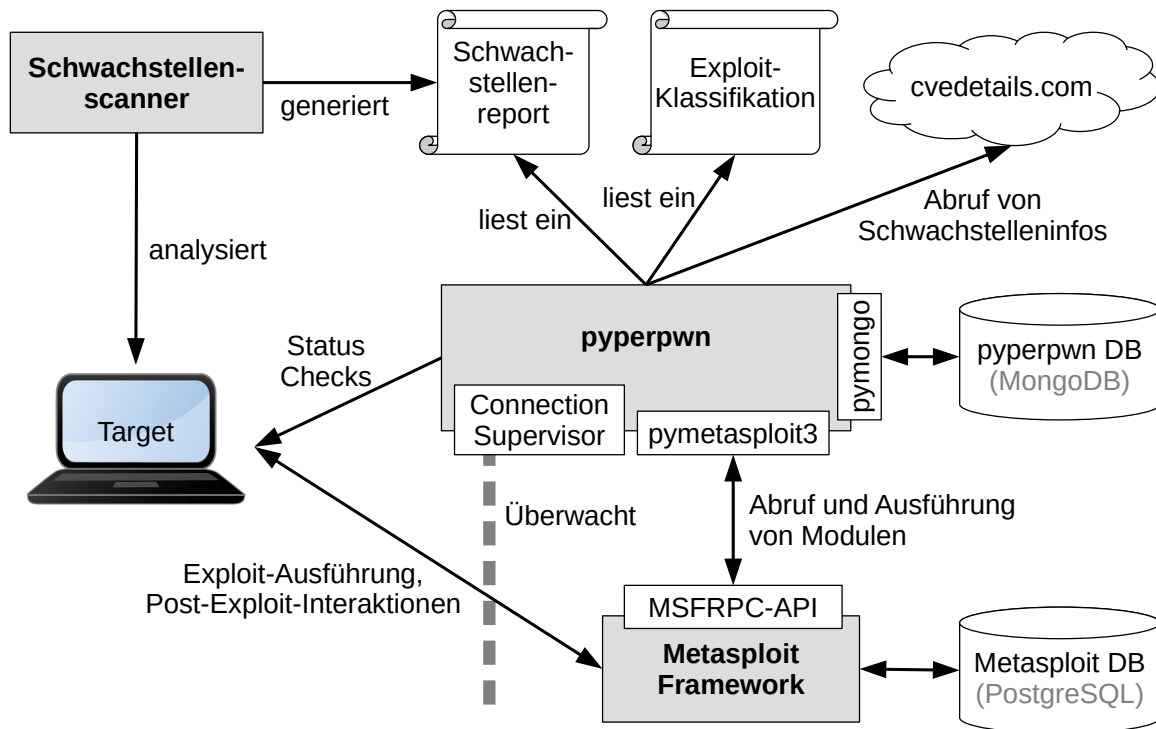 Schwachstellen-
scanner
generiert
Schwach-
stellen-
report
Exploit-
Klassifikation
cvedetails.com
analysiert
liest ein
liest ein
Abruf von
Schwachstelleninfos
Status
Checks
pyperpwn
pymongo
pyperpwn DB
(MongoDB)
Target
Connection
Supervisor
pymetasploit3
Überwacht
Abruf und Ausführung
von Modulen
Exploit-Ausführung,
Post-Exploit-Interaktionen
MSFRPC-API
Metasploit
Framework
Metasploit DB
(PostgreSQL)